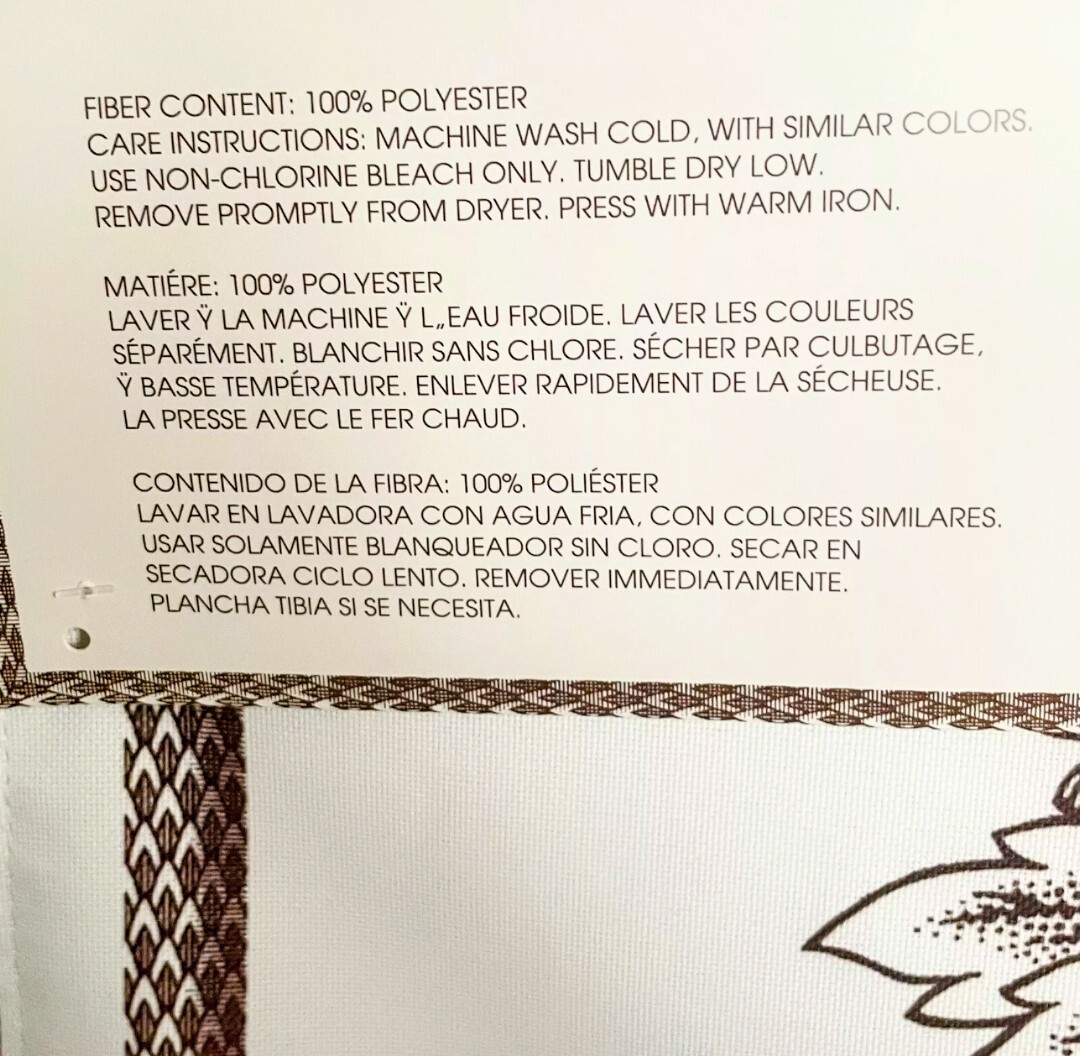 FIBER CONTENT: 100% POLYESTER
CARE INSTRUCTIONS: MACHINE WASH COLD, WITH SIMILAR COLORS.
USE NON-CHLORINE BLEACH ONLY. TUMBLE DRY LOW.
REMOVE PROMPTLY FROM DRYER. PRESS WITH WARM IRON.
MATIÉRE: 100% POLYESTER
LAVER Ÿ LA MACHINE Ÿ L„EAU FROIDE. LAVER LES COULEURS
SÉPARÉMENT. BLANCHIR SANS CHLORE. SÉCHER PAR CULBUTAGE,
Ÿ BASSE TEMPÉRATURE. ENLEVER RAPIDEMENT DE LA SÉCHEUSE.
LA PRESSE AVEC LE FER CHAUD.
CONTENIDO DE LA FIBRA: 100% POLIÉSTER
LAVAR EN LAVADORA CON AGUA FRIA, CON COLORES SIMILARES.
USAR SOLAMENTE BLANQUEADOR SIN CLORO. SECAR EN
SECADORA CICLO LENTO. REMOVER IMMEDIATAMENTE.
PLANCHA TIBIA SI SE NECESITA.